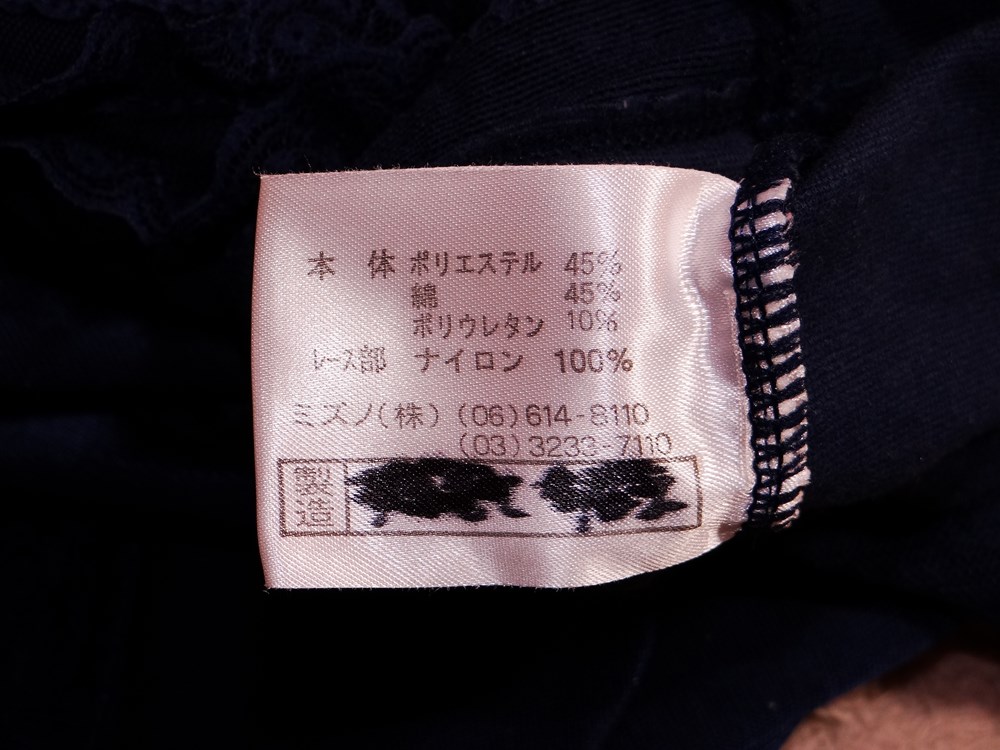 本 体 ポリエステル 45%
綿 45%
ポリウレタン 10%
レース部 ナイロン 100%
ミズノ(株) (06)614-8110
(03)3233-7110
製造